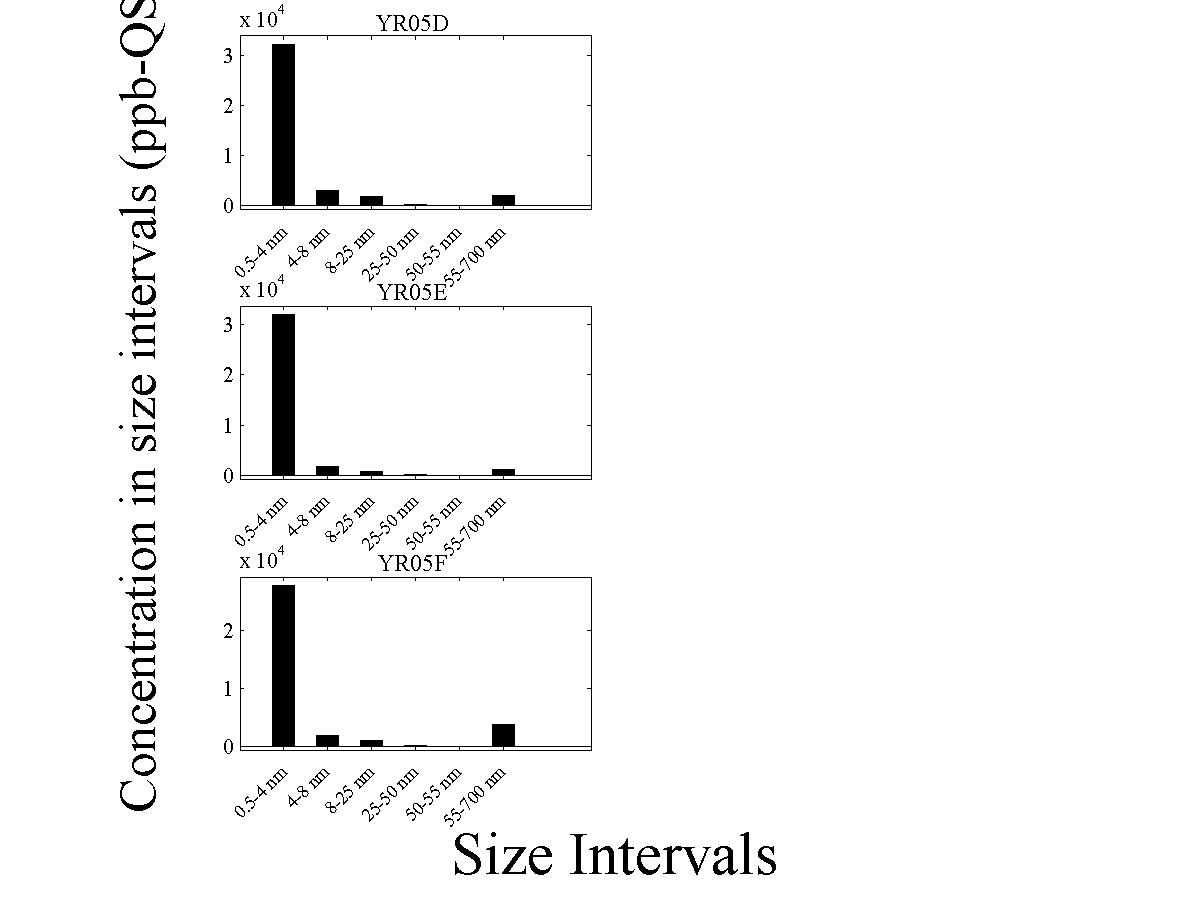 Concentration in size intervals (ppb-QS
x 10^4
YR05D
3
2
1
0
0.5-4 nm
4-8 nm
8-25 nm
25-50 nm
50-55 nm
55-700 nm
x 10^4
YR05E
3
2
1
0
0.5-4 nm
4-8 nm
8-25 nm
25-50 nm
50-55 nm
55-700 nm
x 10^4
YR05F
2
1
0
0.5-4 nm
4-8 nm
8-25 nm
25-50 nm
50-55 nm
55-700 nm
Size Intervals